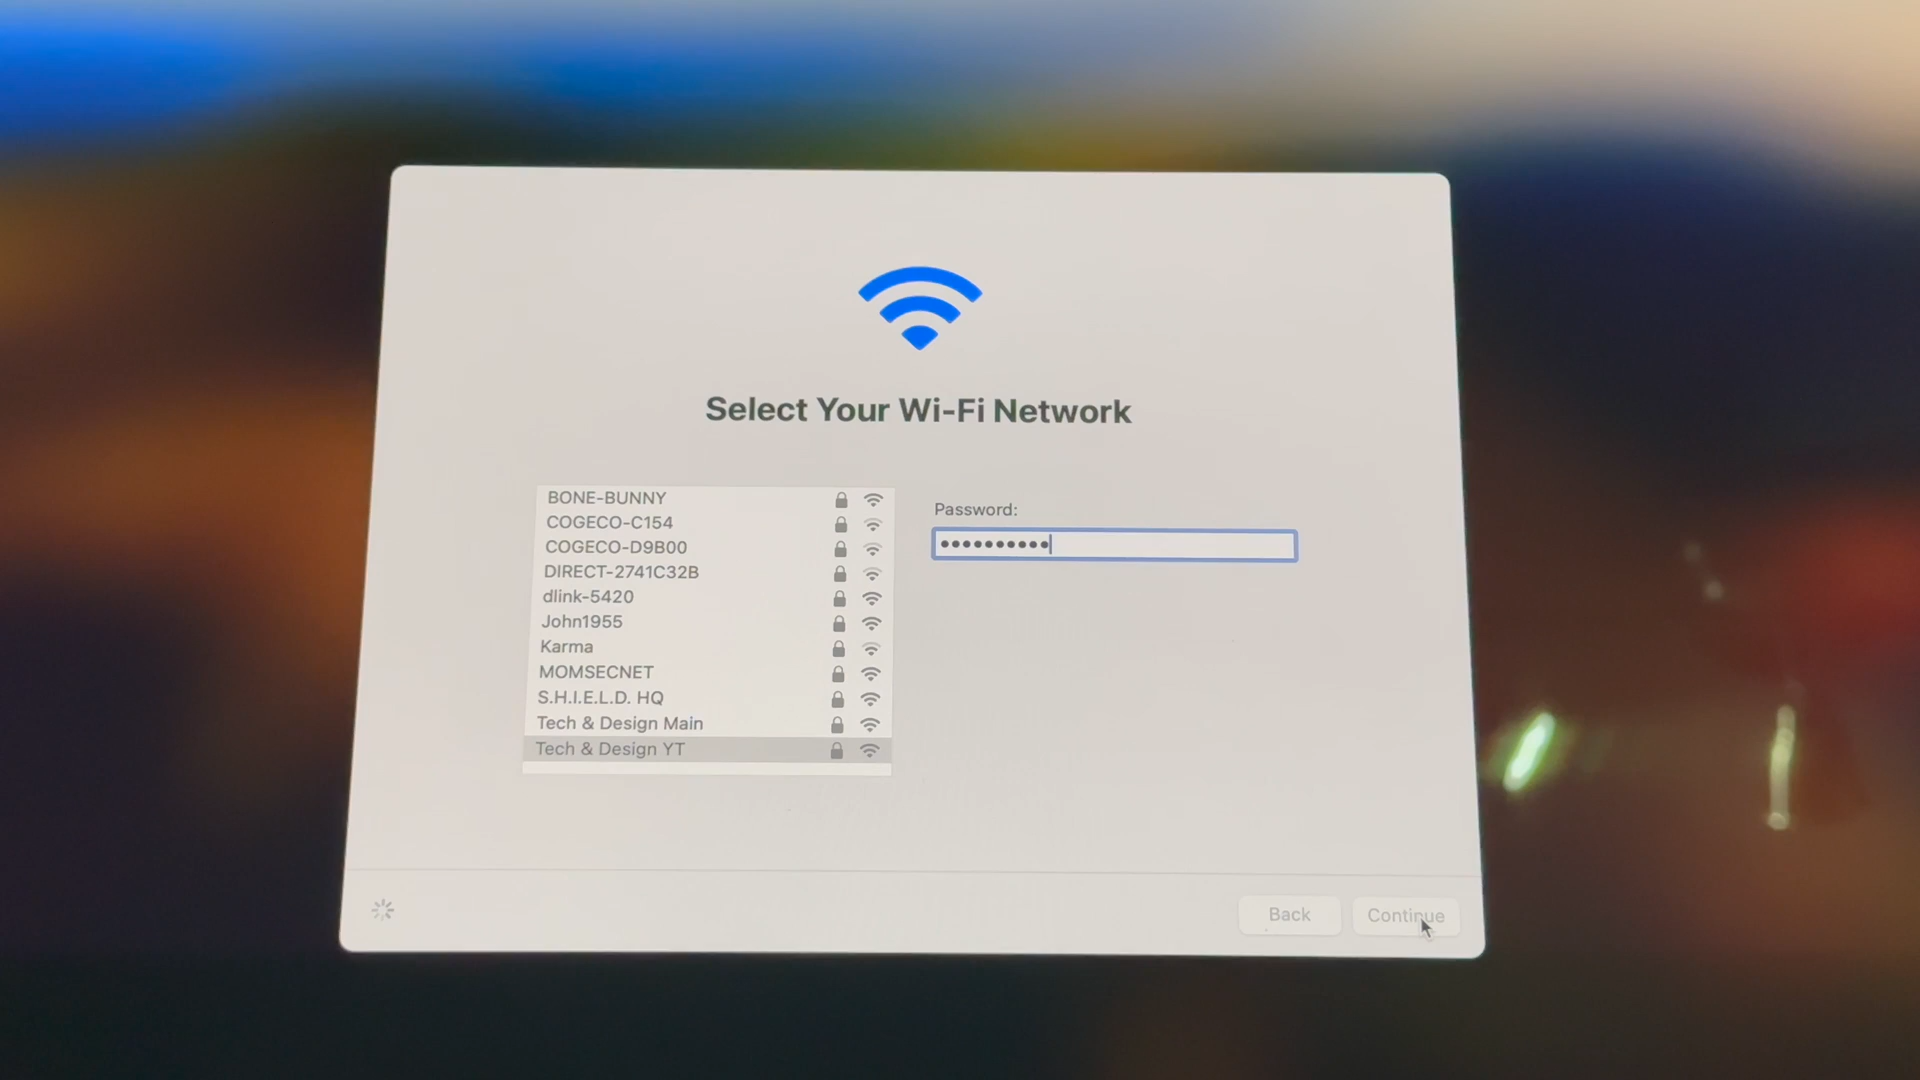 Select Your Wi-Fi Network
BONE-BUNNY
COGECO-C154
COGECO-D9B00
DIRECT-2741C32B
dlink-5420
John1955
Karma
MOMSECNET
S.H.I.E.L.D. HQ
Tech & Design Main
Tech & Design YT
Password:
••••••••••
Back
Continue